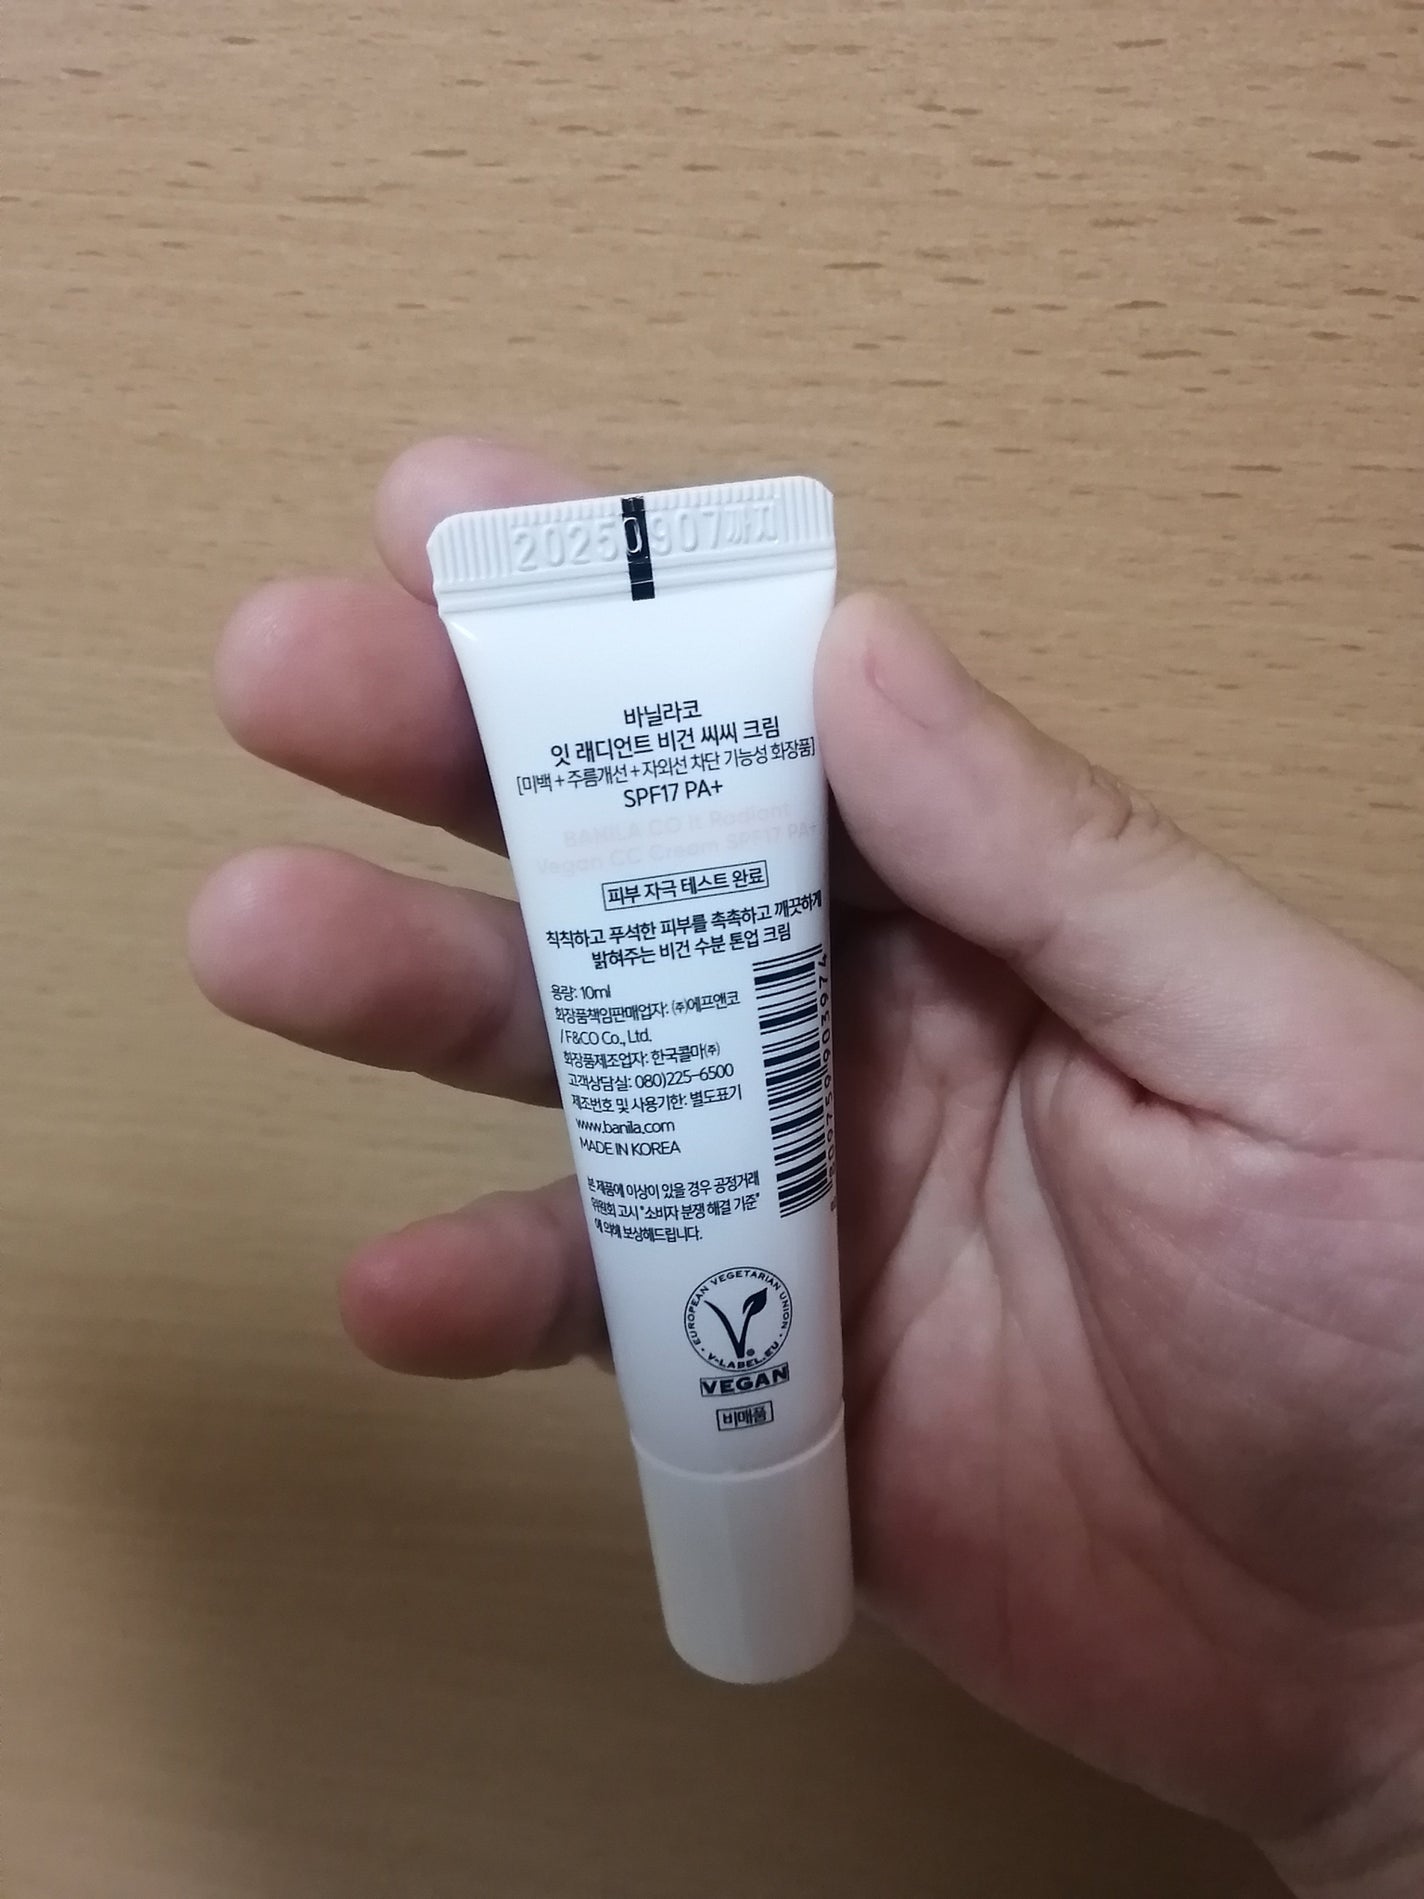 20250907까지
바닐라코
잇 래디언트 비건 씨씨 크림
[미백+주름개선+자외선 차단 기능성 화장품]
SPF17 PA+
BANILA CO It Radiant
Vegan CC Cream SPF17 PA+
피부 자극 테스트 완료
칙칙하고 푸석한 피부를 촉촉하고 깨끗하게
밝혀주는 비건 수분 톤업 크림
용량: 10ml
화장품책임판매업자: ㈜에프앤코
/ F&CO Co., Ltd.
화장품제조업자: 한국콜마㈜
고객상담실: 080)225-6500
제조번호 및 사용기한: 별도표기
www.banila.com
MADE IN KOREA
본 제품에 이상이 있을 경우 공정거래
위원회 고시 "소비자 분쟁 해결 기준"
에 의해 보상해드립니다.
EUROPEAN VEGETARIAN UNION
V-LABEL.EU
VEGAN
비매품